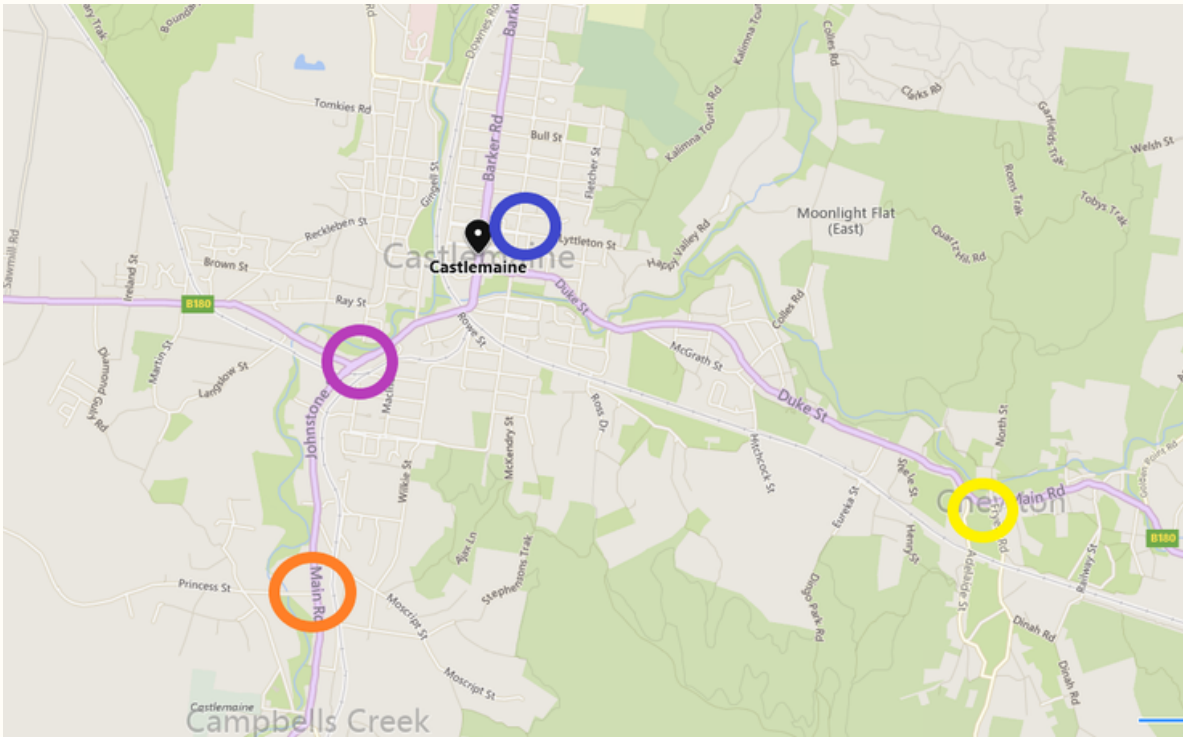 Boundar
Rd
Downes Rd
Barke
Kalimna Tour
Colles Rd
Clarks Rd
Tomkies Rd
Barker Rd
Bull St
Kalimna Tourist Rd
Garfields Trak
Welsh St
Gingell St
Fletcher St
Roms Trak
Tobys Trak
Moonlight Flat
(East)
Reckleben St
Lyttleton St
Happy Valley Rd
Quartz Hil Rd
Sawmill Rd
Castlemaine
Castlemaine
Brown St
Ireland St
Ray St
B180
Duke St
Colles Rd
Rowe St
McGrath St
Martin St
Langslow St
Diamond Gully Rd
Duke St
Johnstone
Ross Dr
North St
McKendry St
Hitchcock St
Golden Point Rd
Wilkie St
Eureka St
Main Rd
B180
Henry St
Ajax Ln
Stephensons Trak
Adelaide St
Railway St
Princess St
Main Rd
Moscript St
Dingo Park Rd
Dinah Rd
Moscript St
Dinah Rd
Castlemaine
Campbells Creek